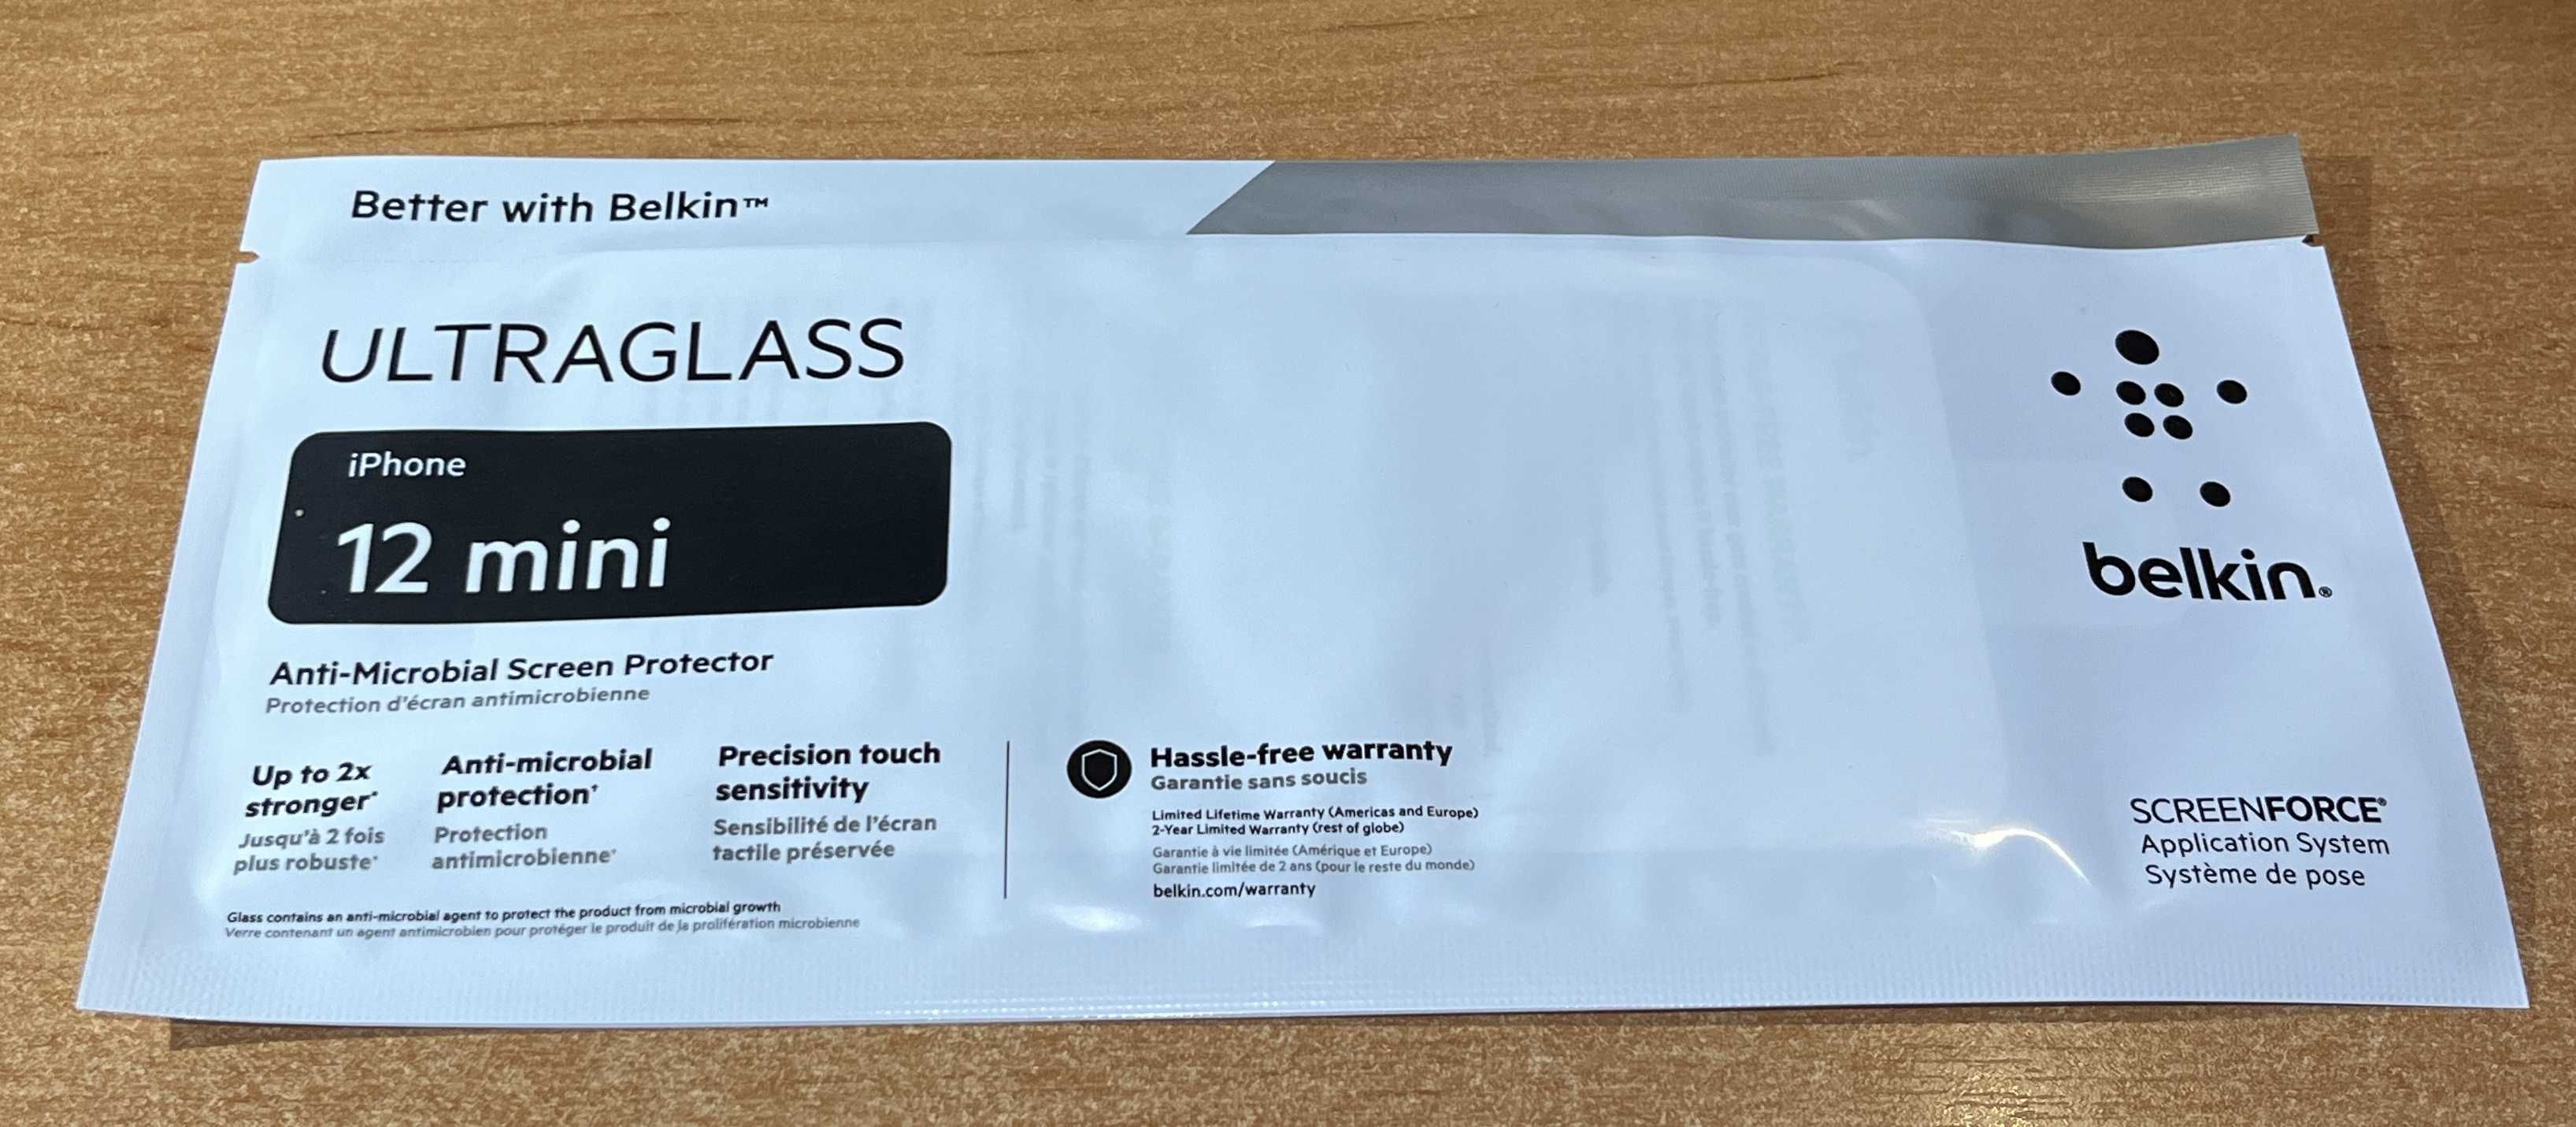 Better with Belkin™
ULTRAGLASS
iPhone
12 mini
Anti-Microbial Screen Protector
Protection d'écran antimicrobienne
Up to 2x
stronger*
Jusqu'à 2 fois
plus robuste*
Anti-microbial
protection†
Protection
antimicrobienne†
Precision touch
sensitivity
Sensibilité de l'écran
tactile préservée
Glass contains an anti-microbial agent to protect the product from microbial growth
Verre contenant un agent antimicrobien pour protéger le produit de la prolifération microbienne
Hassle-free warranty
Garantie sans soucis
Limited Lifetime Warranty (Americas and Europe)
2-Year Limited Warranty (rest of globe)
Garantie à vie limitée (Amérique et Europe)
Garantie limitée de 2 ans (pour le reste du monde)
belkin.com/warranty
belkin®
SCREENFORCE®
Application System
Système de pose